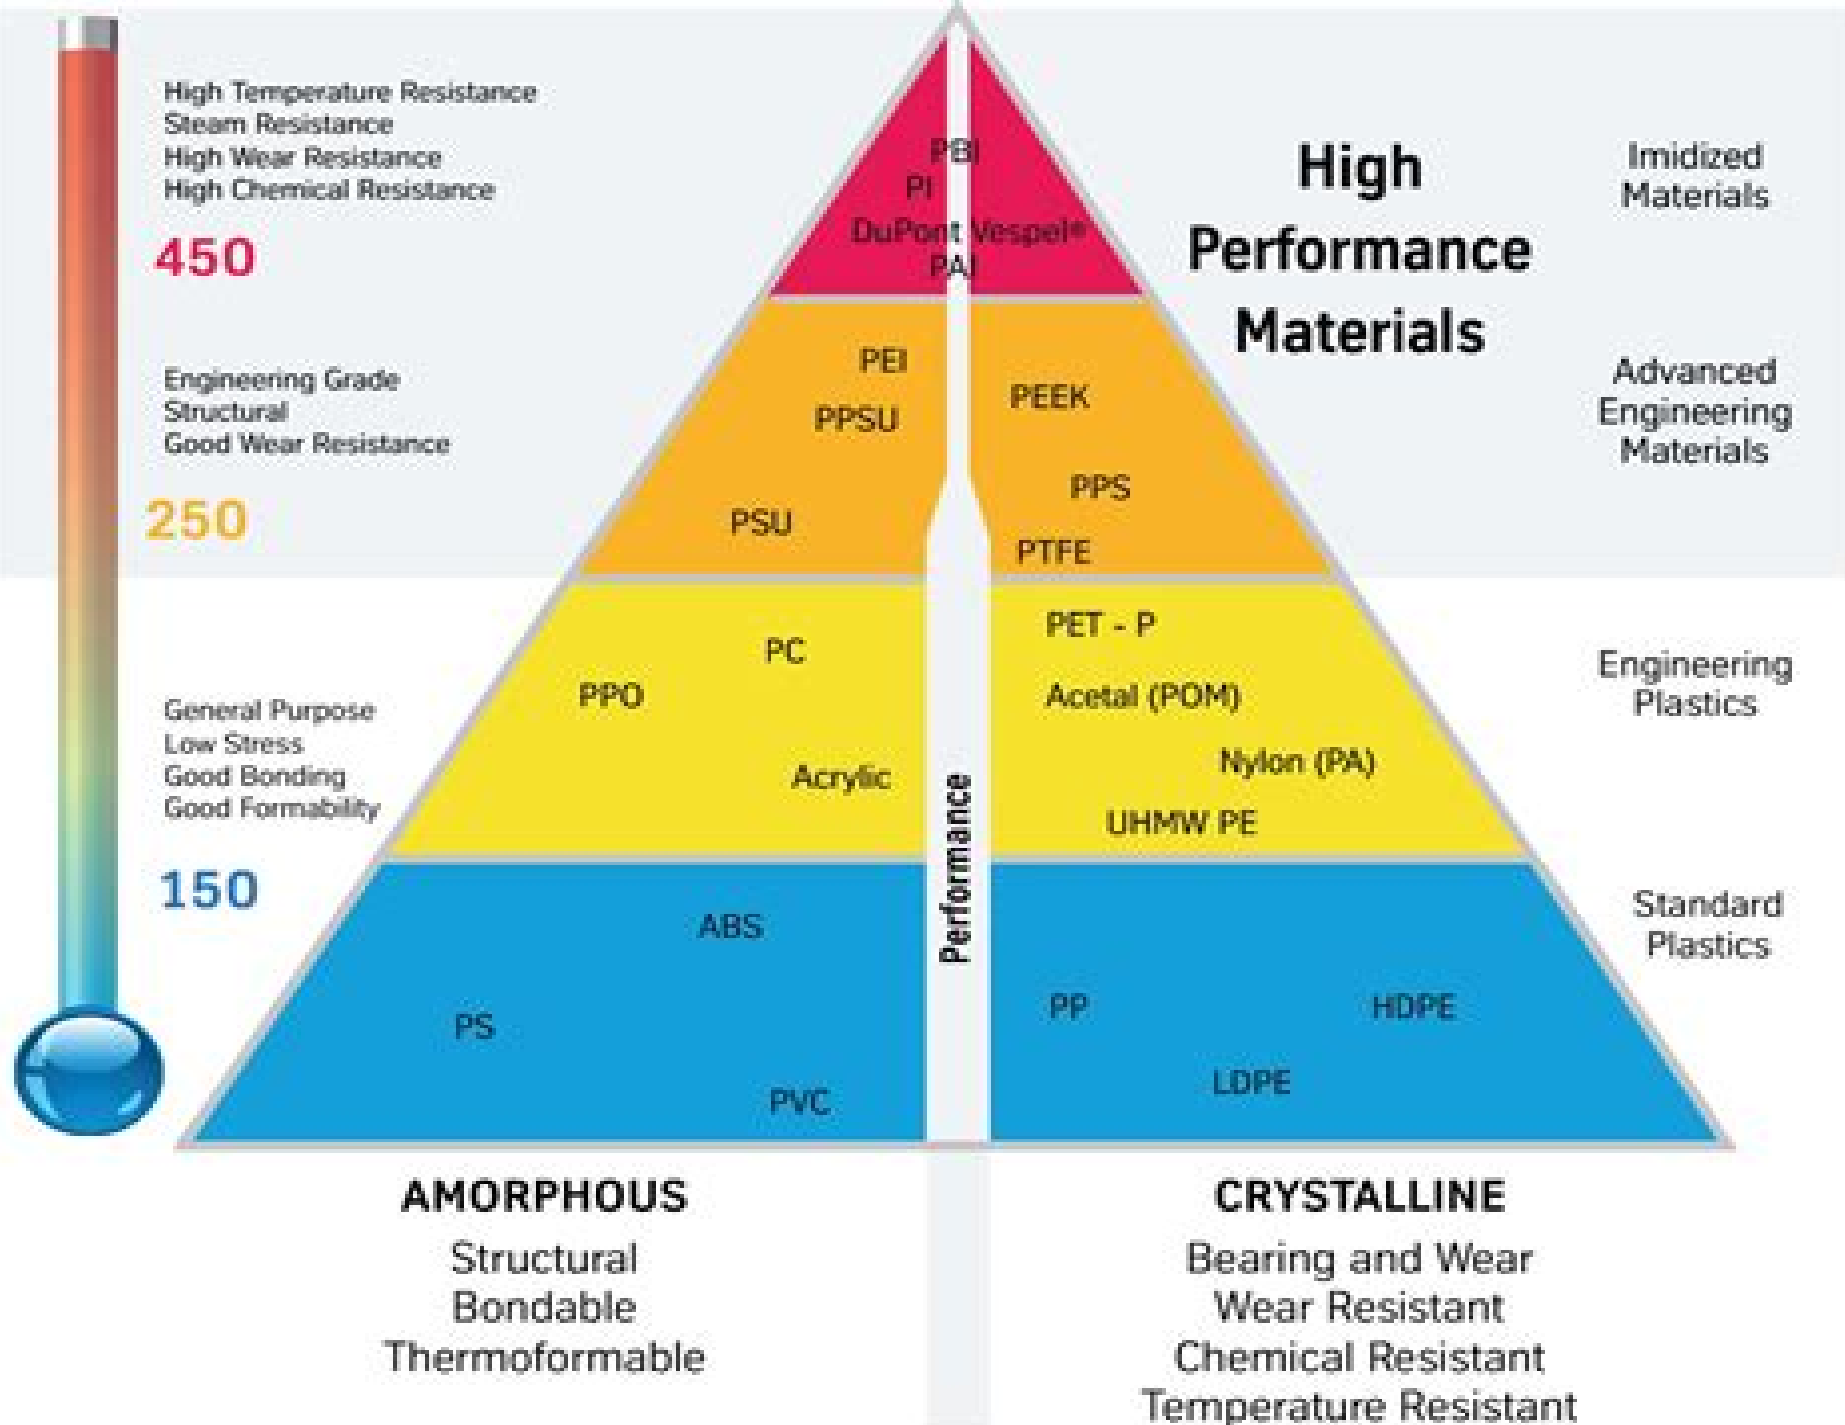 High Temperature Resistance
Steam Resistance
High Wear Resistance
High Chemical Resistance
450
Engineering Grade
Structural
Good Wear Resistance
250
General Purpose
Low Stress
Good Bonding
Good Formability
150
PBI
PI
DuPont Vespel®
PAI
PEI
PPSU
PSU
PEEK
PPS
PTFE
PC
PPO
Acrylic
PET - P
Acetal (POM)
Nylon (PA)
UHMW PE
ABS
PS
PVC
PP
HDPE
LDPE
Performance
High
Performance
Materials
Imidized
Materials
Advanced
Engineering
Materials
Engineering
Plastics
Standard
Plastics
AMORPHOUS
Structural
Bondable
Thermoformable
CRYSTALLINE
Bearing and Wear
Wear Resistant
Chemical Resistant
Temperature Resistant